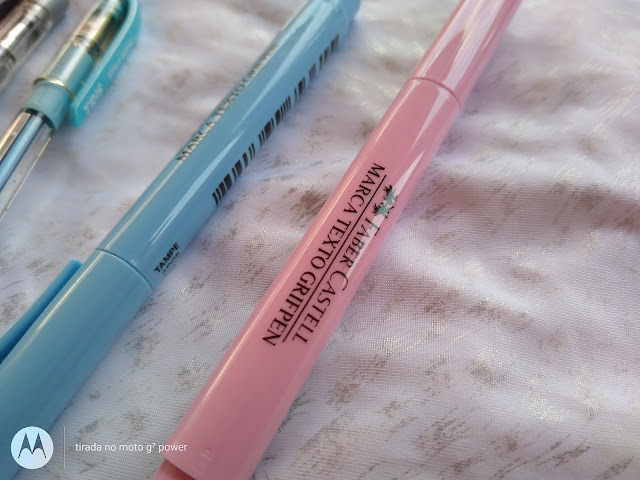 FABER CASTELL
MARCA TEXTO GRIFPEN
TAMPE
tirada no moto g⁷ power